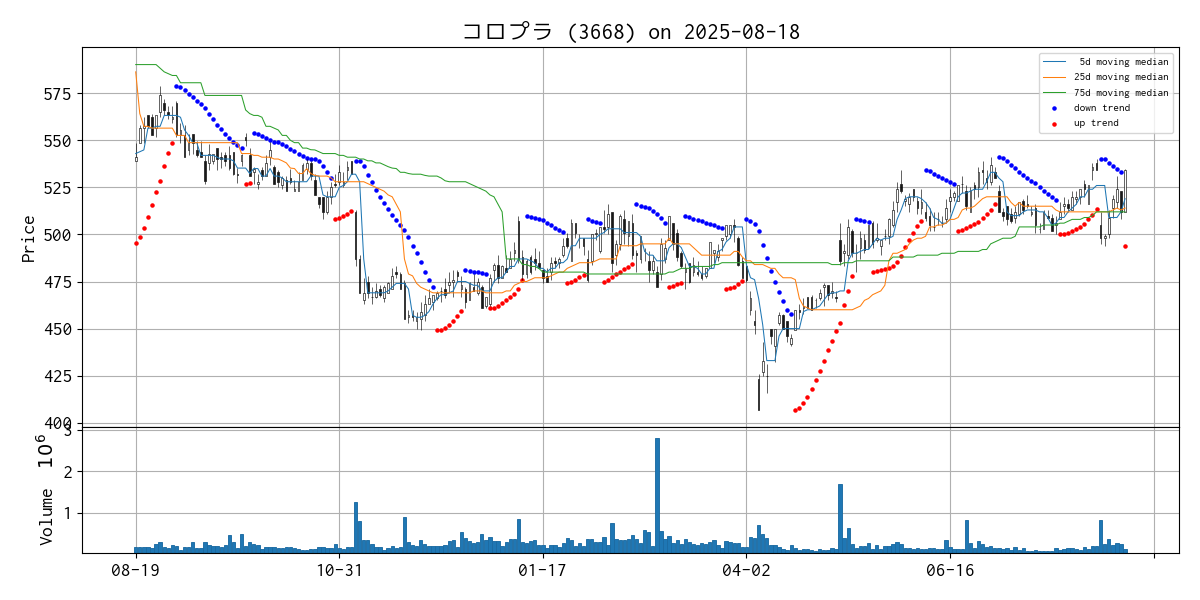 コロプラ (3668) on 2025-08-18
5d moving median
25d moving median
75d moving median
down trend
up trend
Price
575
550
525
500
475
450
425
400
Volume 10^6
3
2
1
08-19 10-31 01-17 04-02 06-16